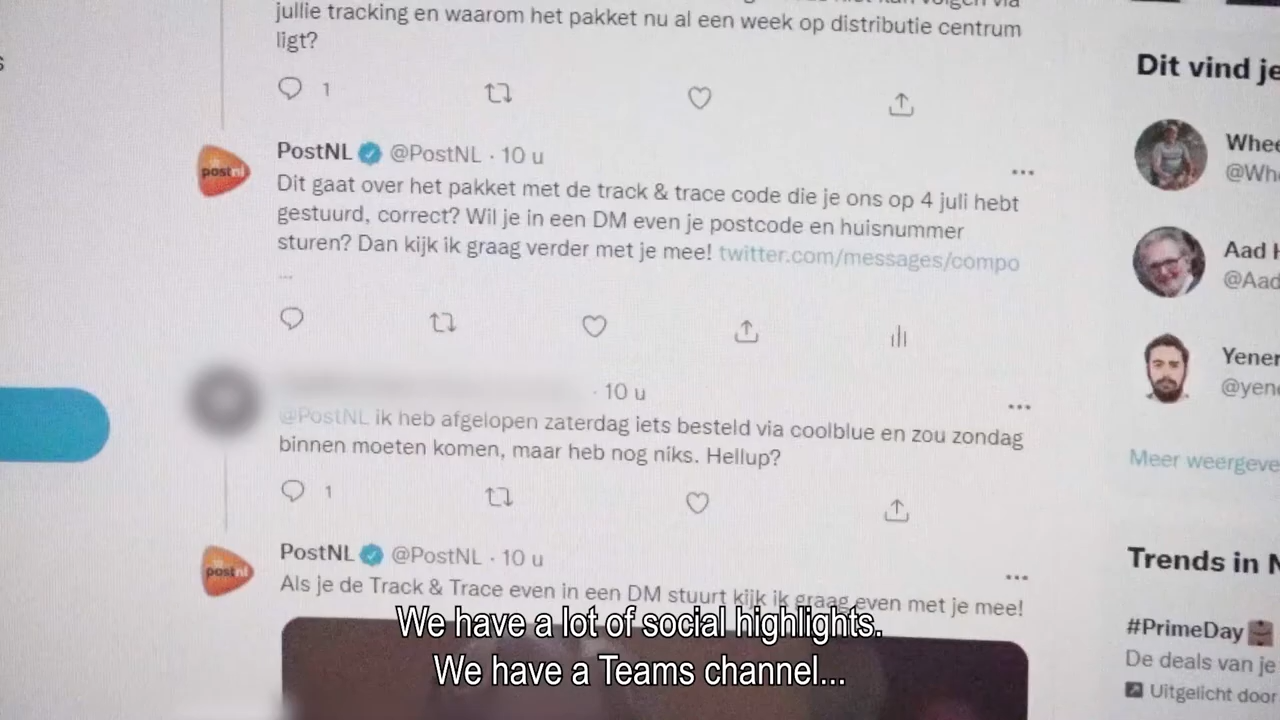 jullie tracking en waarom het pakket nu al een week op distributie centrum
ligt?
1
PostNL @PostNL · 10 u
...
postnl
Dit gaat over het pakket met de track & trace code die je ons op 4 juli hebt
gestuurd, correct? Wil je in een DM even je postcode en huisnummer
sturen? Dan kijk ik graag verder met je mee! twitter.com/messages/compo
...
· 10 u
...
@PostNL ik heb afgelopen zaterdag iets besteld via coolblue en zou zondag
binnen moeten komen, maar heb nog niks. Hellup?
1
PostNL @PostNL · 10 u
...
postnl
Als je de Track & Trace even in een DM stuurt kijk ik graag even met je mee!
Dit vind je
Whee
@Whe
Aad H
@Aad
Yener
@yene
Meer weergeve
Trends in N
#PrimeDay
De deals van je
Uitgelicht door
We have a lot of social highlights.
We have a Teams channel...